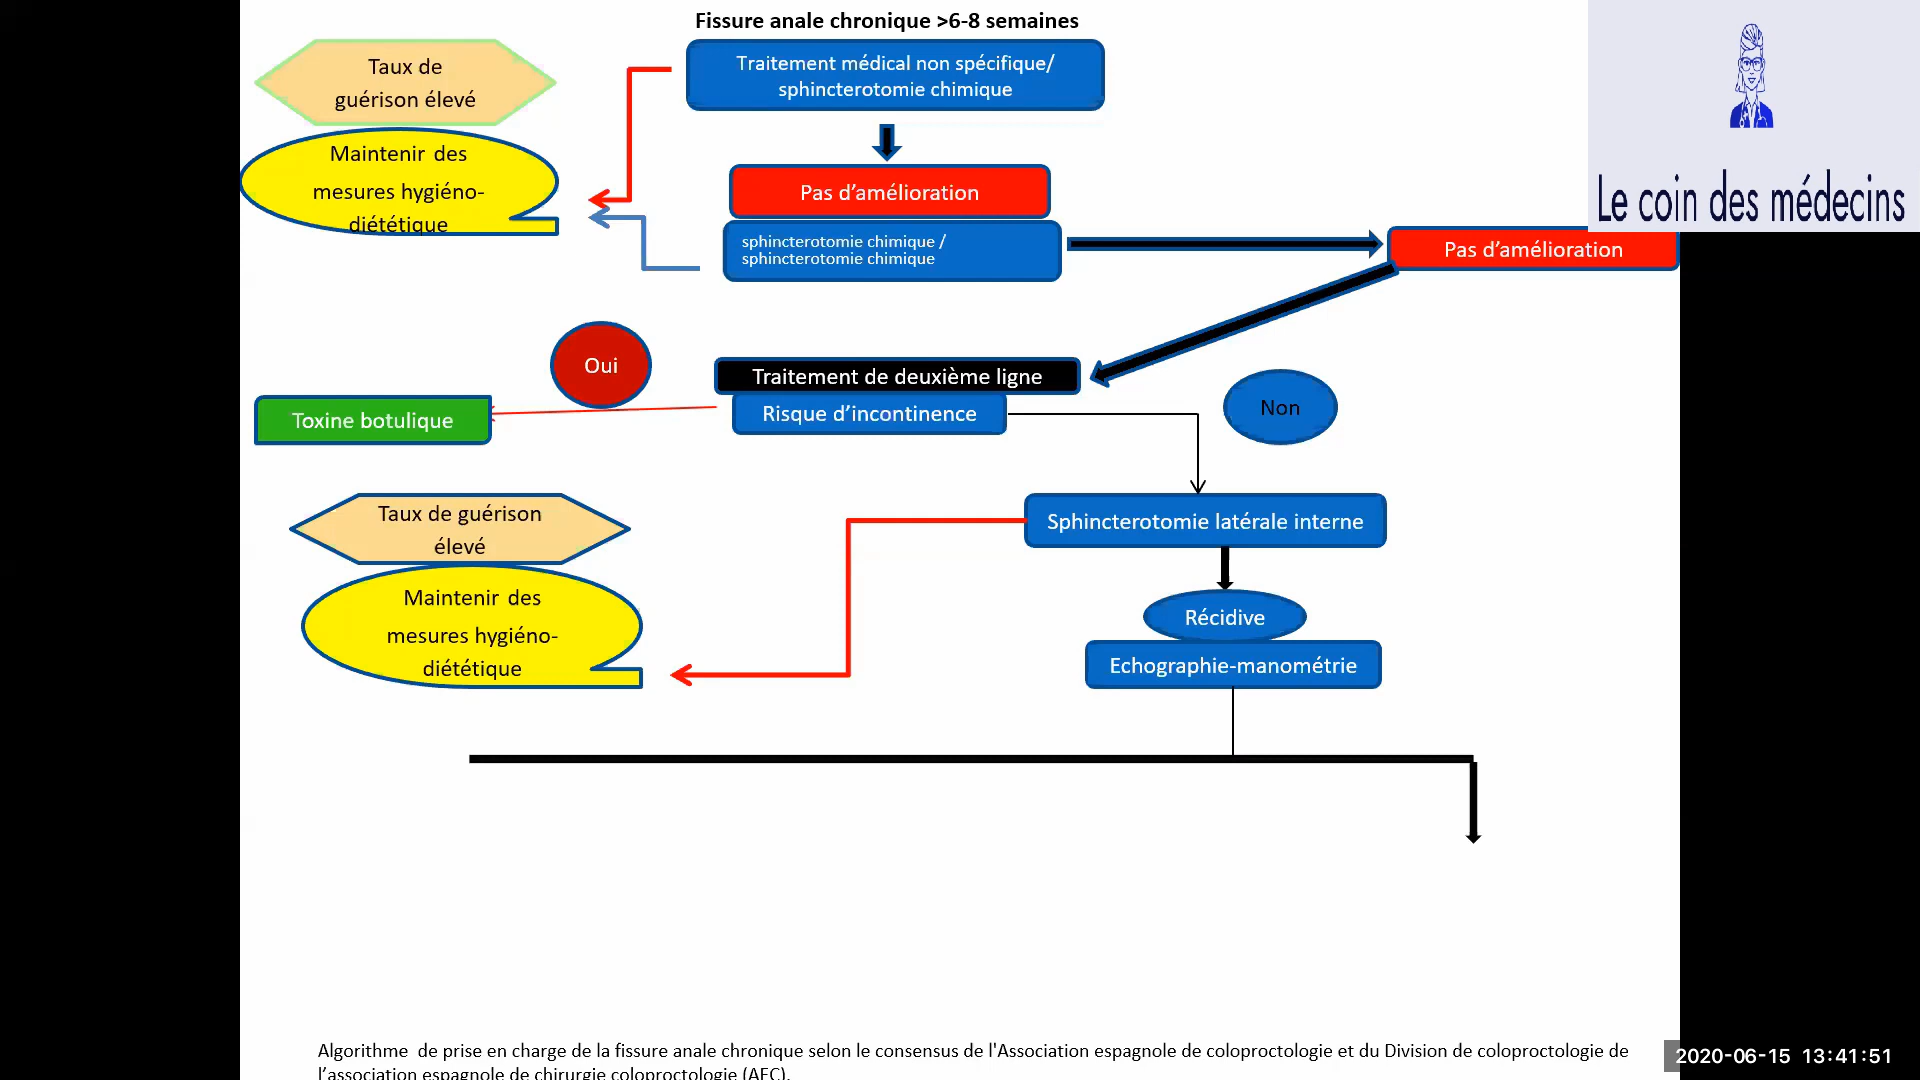 Fissure anale chronique >6-8 semaines
Taux de
guérison élevé
Traitement médical non spécifique/
sphincterotomie chimique
Maintenir des
mesures hygiéno-
diététique
Pas d’amélioration
sphincterotomie chimique /
sphincterotomie chimique
Le coin des médecins
Pas d’amélioration
Oui
Traitement de deuxième ligne
Risque d’incontinence
Non
Toxine botulique
Taux de guérison
élevé
Sphincterotomie latérale interne
Maintenir des
mesures hygiéno-
diététique
Récidive
Echographie-manométrie
Algorithme de prise en charge de la fissure anale chronique selon le consensus de l'Association espagnole de coloproctologie et du Division de coloproctologie de
l’association espagnole de chirurgie coloproctologie (AEC).
2020-06-15 13:41:51